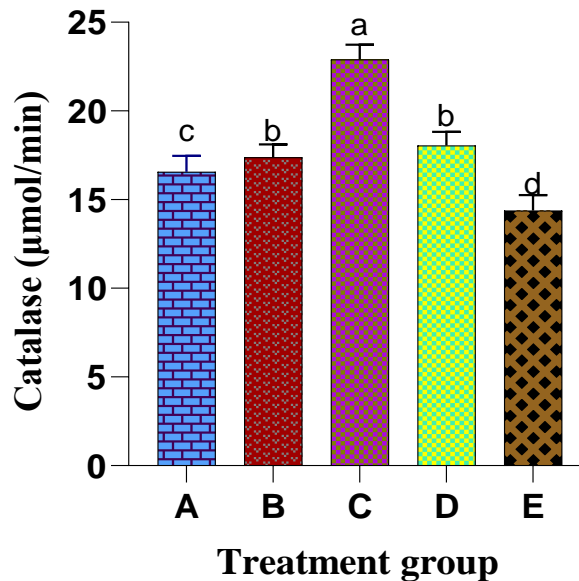 25
20
15
10
5
0
Catalase (µmol/min)
c
b
a
b
d
A B C D E
Treatment group